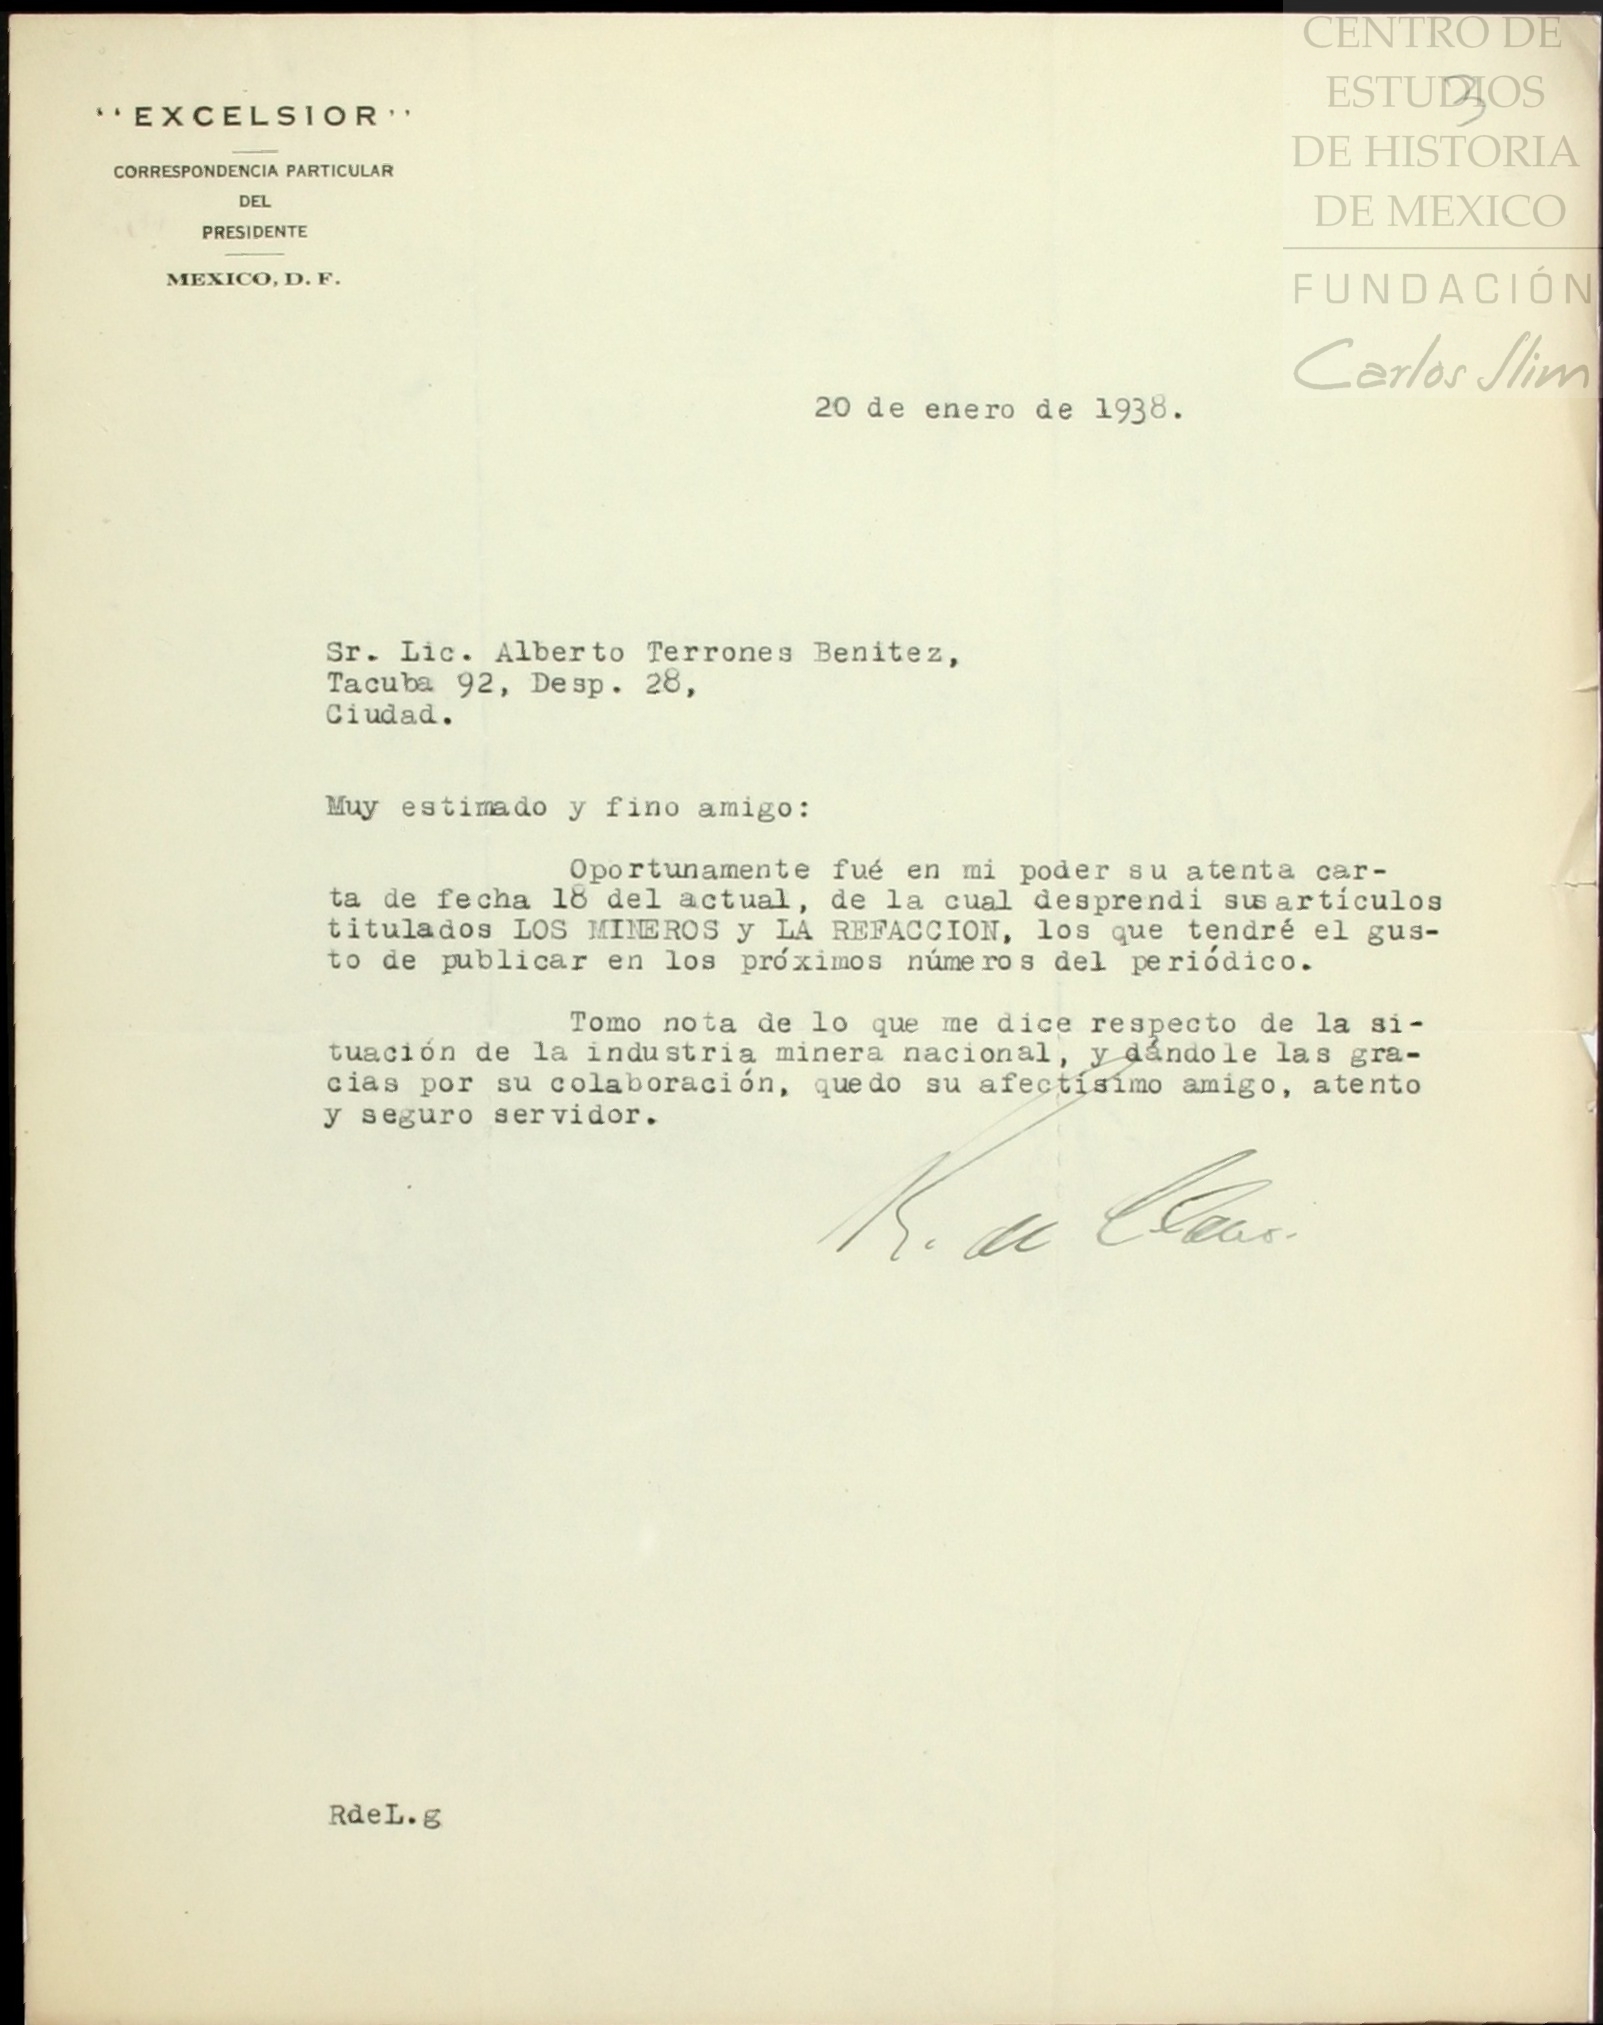 CENTRO DE
ESTUDIOS
DE HISTORIA
DE MEXICO
FUNDACIÓN
Carlos Slim
3
"EXCELSIOR"
CORRESPONDENCIA PARTICULAR
DEL
PRESIDENTE
MEXICO, D. F.
20 de enero de 1938.
Sr. Lic. Alberto Terrones Benitez,
Tacuba 92, Desp. 28,
Ciudad.
Muy estimado y fino amigo:
Oportunamente fué en mi poder su atenta car-
ta de fecha 18 del actual, de la cual desprendi sus artículos
titulados LOS MINEROS y LA REFACCION, los que tendré el gus-
to de publicar en los próximos números del periódico.
Tomo nota de lo que me dice respecto de la si-
tuación de la industria minera nacional, y dándole las gra-
cias por su colaboración, quedo su afectísimo amigo, atento
y seguro servidor.
R. de Llano.
RdeL.g